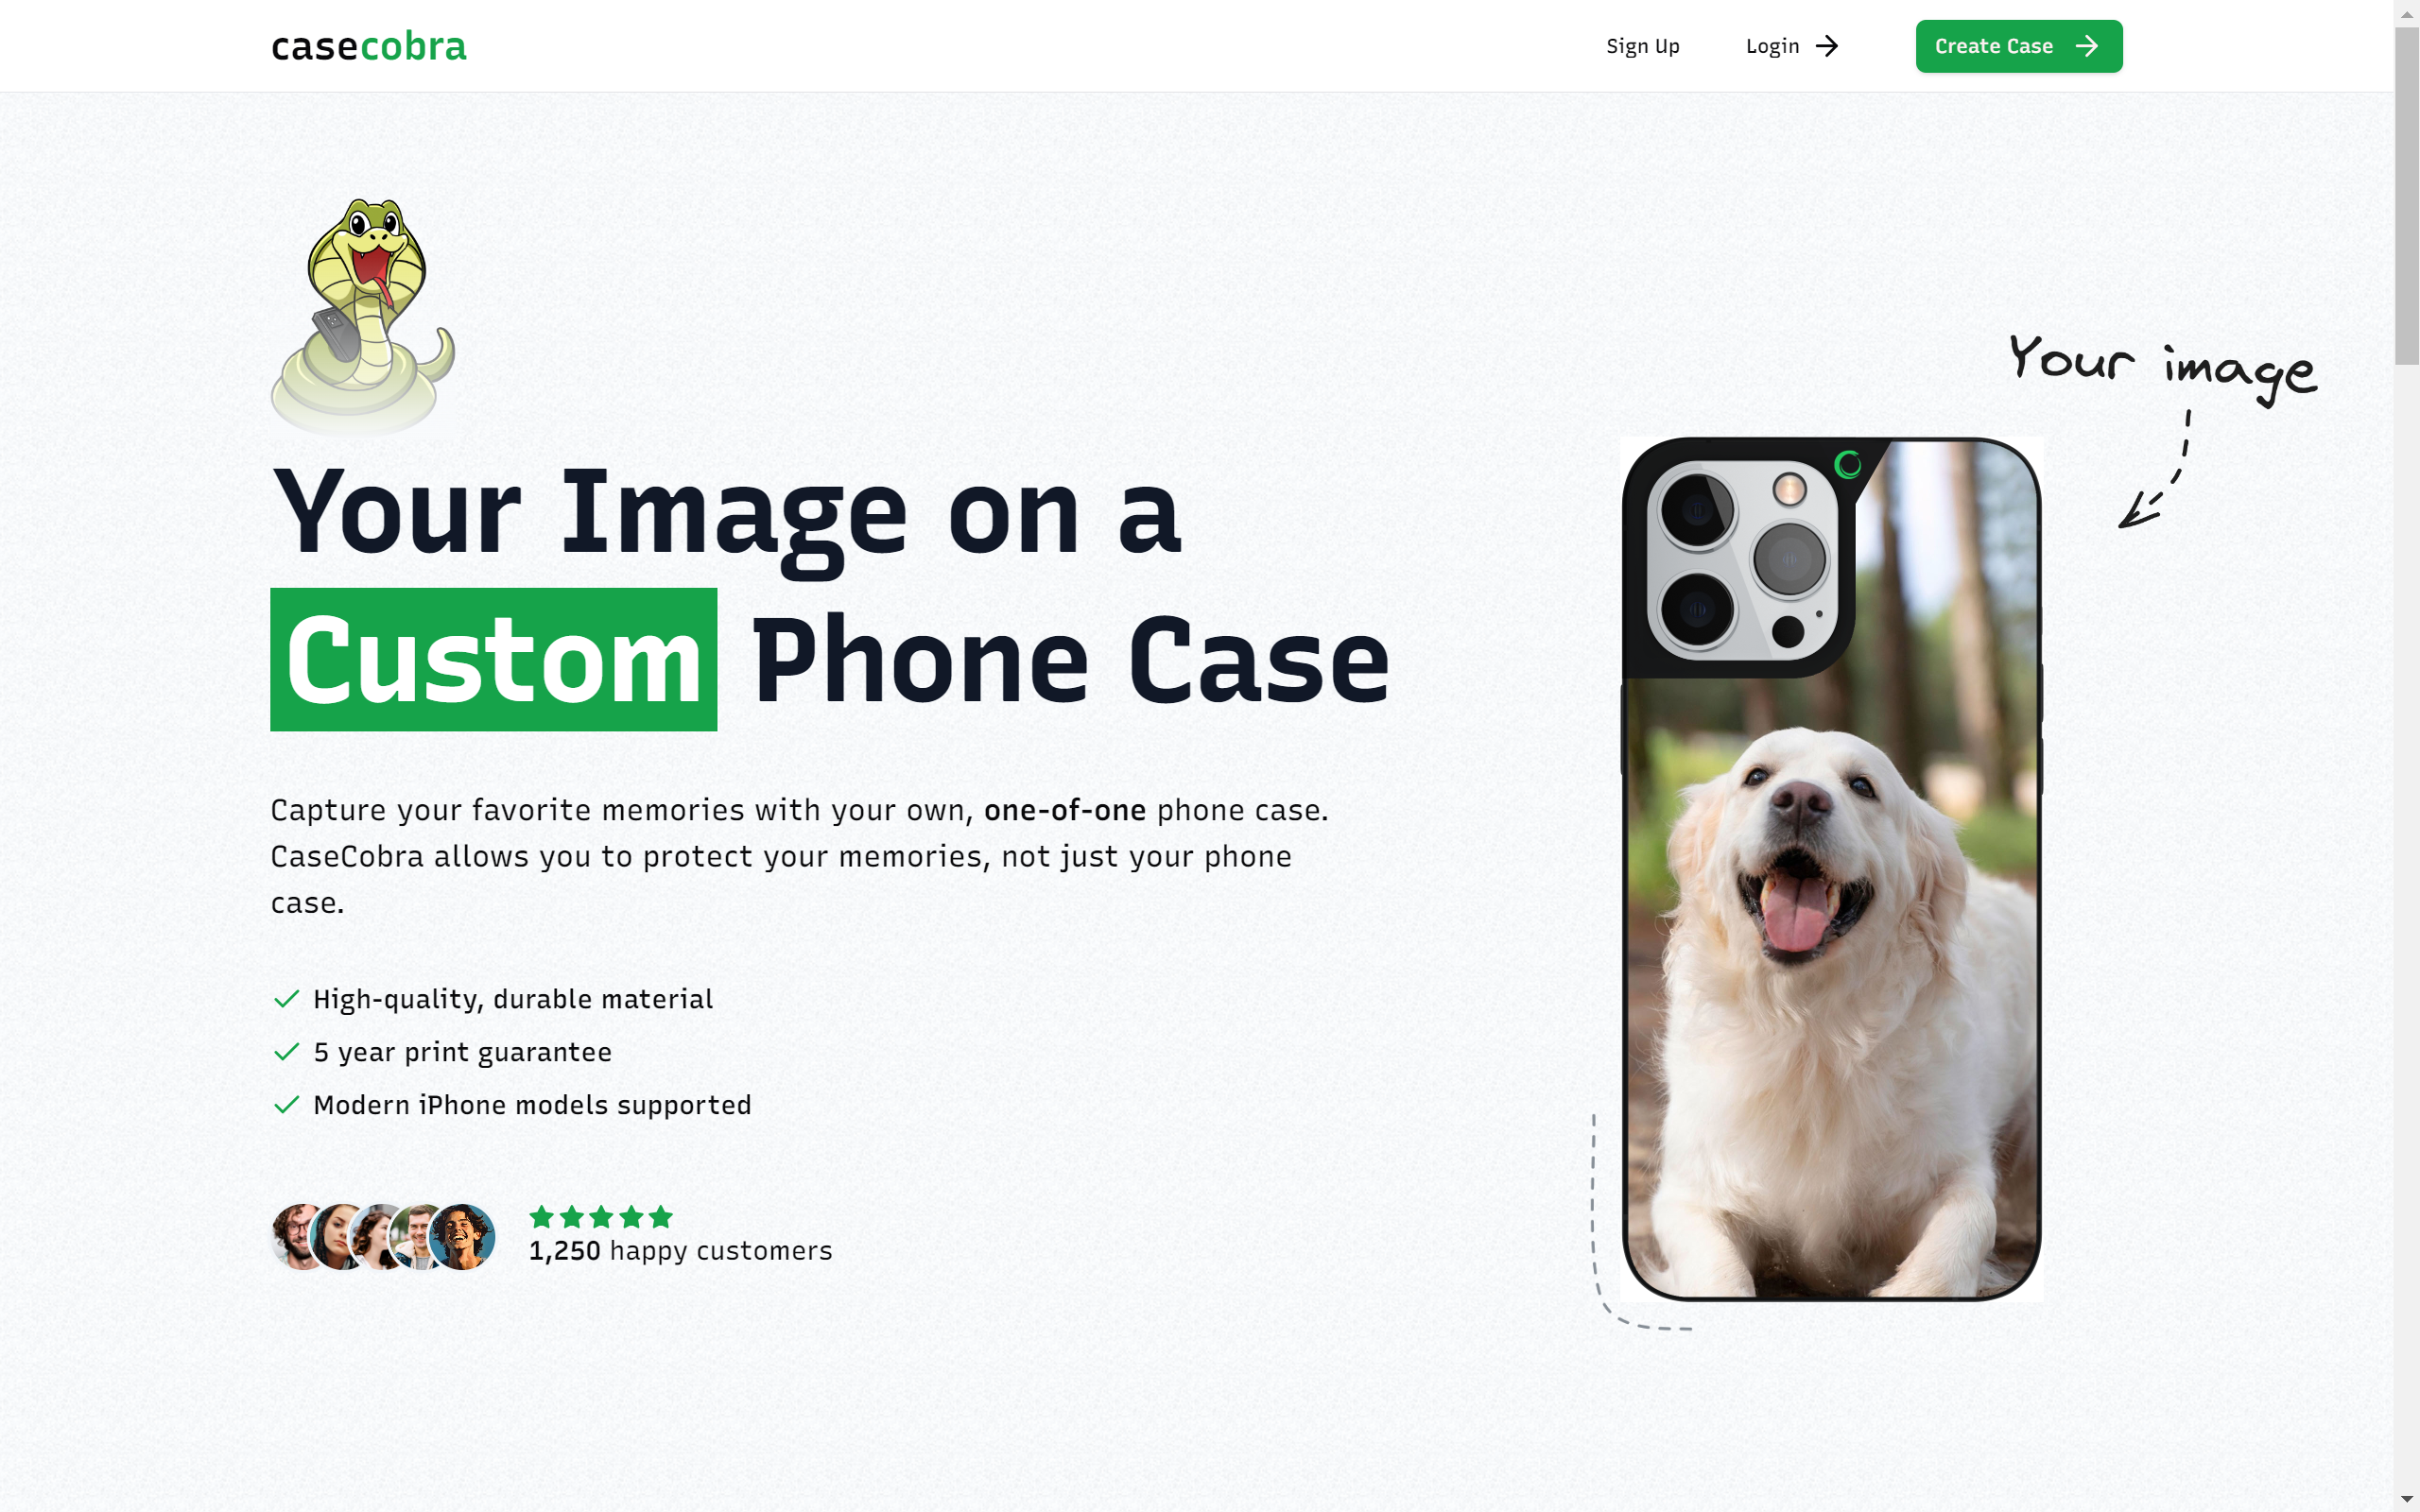 casecobra
Sign Up
Login
Create Case
Your image
Your Image on a
Custom Phone Case
Capture your favorite memories with your own, one-of-one phone case.
CaseCobra allows you to protect your memories, not just your phone
case.
High-quality, durable material
5 year print guarantee
Modern iPhone models supported
1,250 happy customers